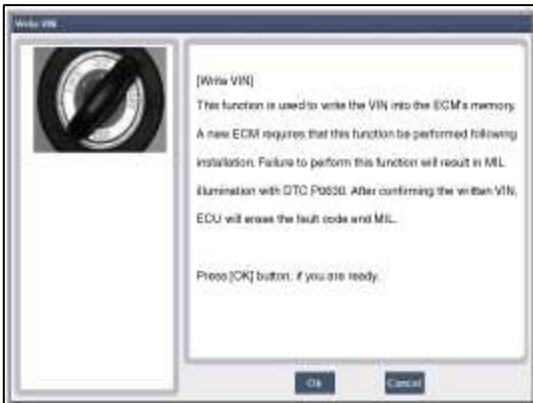 Write VIN
[Write VIN]
This function is used to write the VIN into the ECM's memory.
A new ECM requires that this function be performed following
installation. Failure to perform this function will result in MIL
illumination with DTC P0630. After confirming the written VIN,
ECU will erase the fault code and MIL.
Press [OK] button, if you are ready.
Ok
Cancel